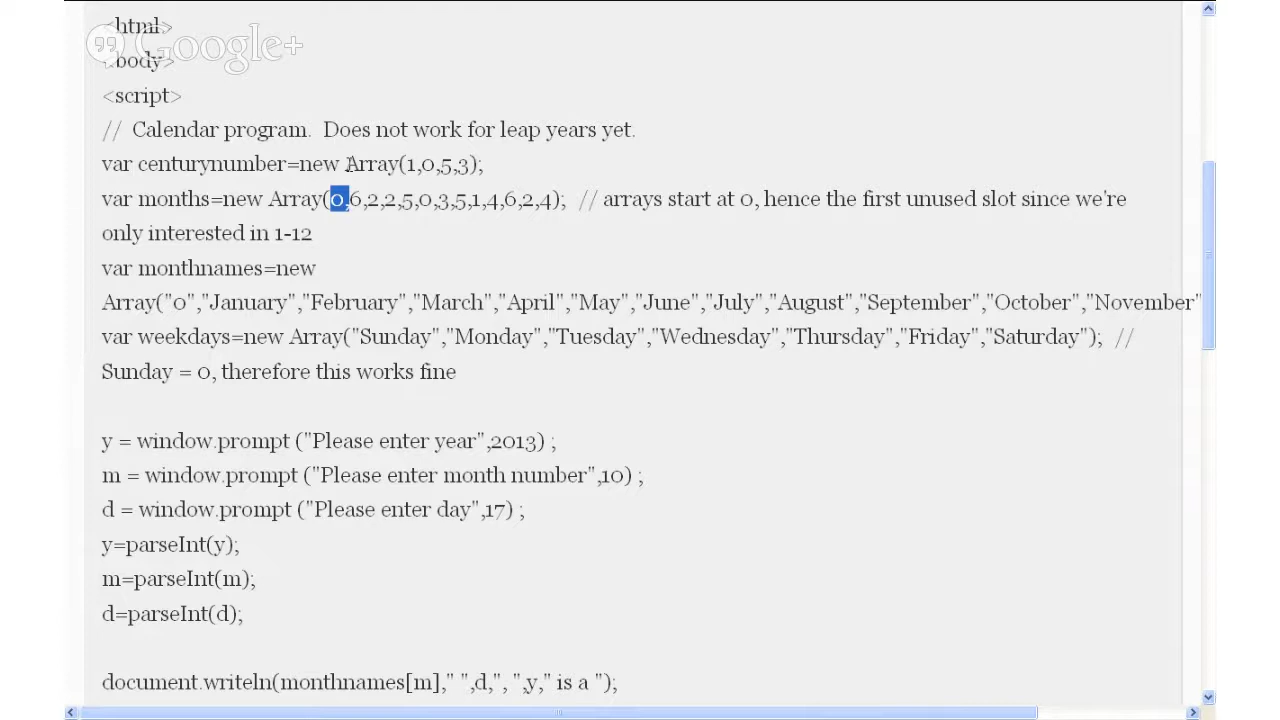 <html>
Google+
<body>
<script>
// Calendar program. Does not work for leap years yet.
var centurynumber=new Array(1,0,5,3);
var months=new Array(0,6,2,2,5,0,3,5,1,4,6,2,4); // arrays start at 0, hence the first unused slot since we're
only interested in 1-12
var monthnames=new
Array("0","January","February","March","April","May","June","July","August","September","October","November"
var weekdays=new Array("Sunday","Monday","Tuesday","Wednesday","Thursday","Friday","Saturday"); //
Sunday = 0, therefore this works fine
y = window.prompt ("Please enter year",2013) ;
m = window.prompt ("Please enter month number",10) ;
d = window.prompt ("Please enter day",17) ;
y=parseInt(y);
m=parseInt(m);
d=parseInt(d);
document.writeln(monthnames[m]," ",d,", ",y," is a ");